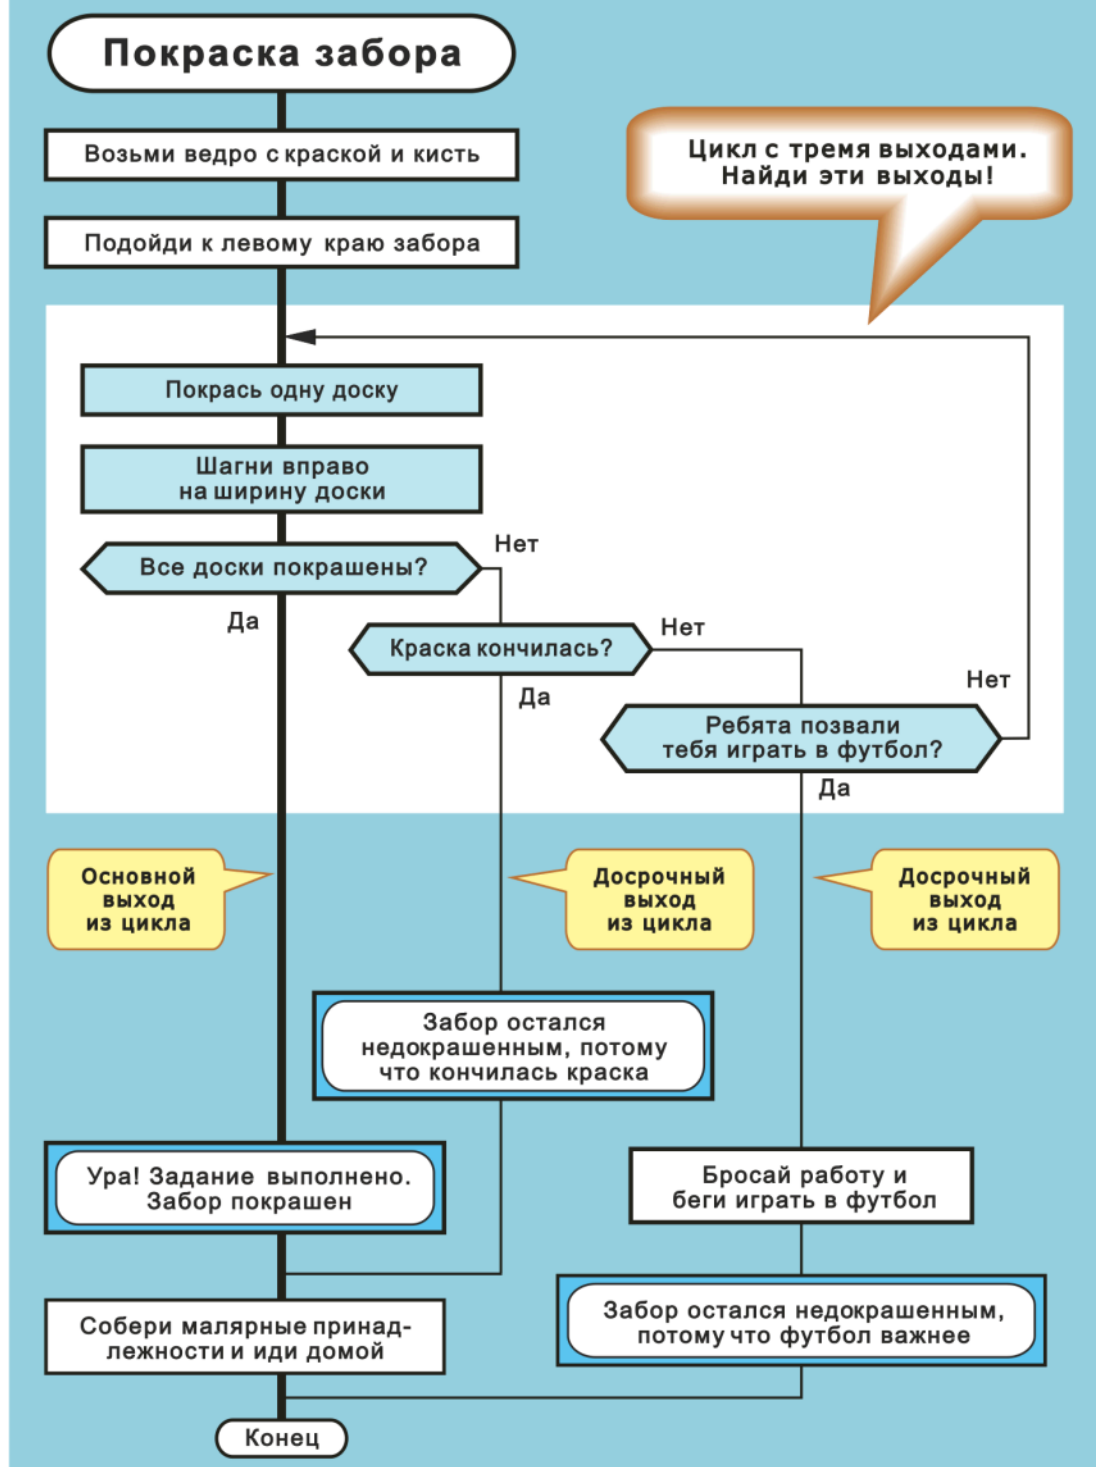 Покраска забора
Возьми ведро с краской и кисть
Подойди к левому краю забора
Цикл с тремя выходами.
Найди эти выходы!
Покрась одну доску
Шагни вправо
на ширину доски
Все доски покрашены?
Нет
Да
Краска кончилась?
Нет
Да
Ребята позвали
тебя играть в футбол?
Нет
Да
Основной
выход
из цикла
Досрочный
выход
из цикла
Досрочный
выход
из цикла
Забор остался
недокрашенным, потому
что кончилась краска
Ура! Задание выполнено.
Забор покрашен
Бросай работу и
беги играть в футбол
Забор остался недокрашенным,
потому что футбол важнее
Собери малярные принад-
лежности и иди домой
Конец